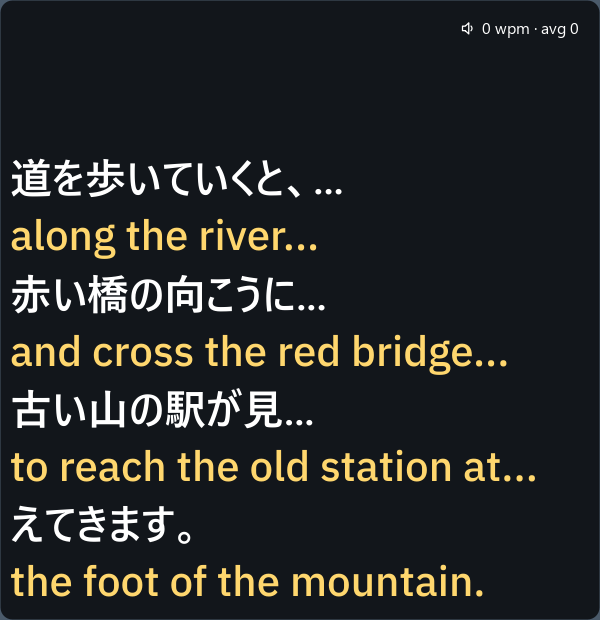 0 wpm · avg 0
道を歩いていくと、...
along the river...
赤い橋の向こうに...
and cross the red bridge...
古い山の駅が見...
to reach the old station at...
えてきます。
the foot of the mountain.